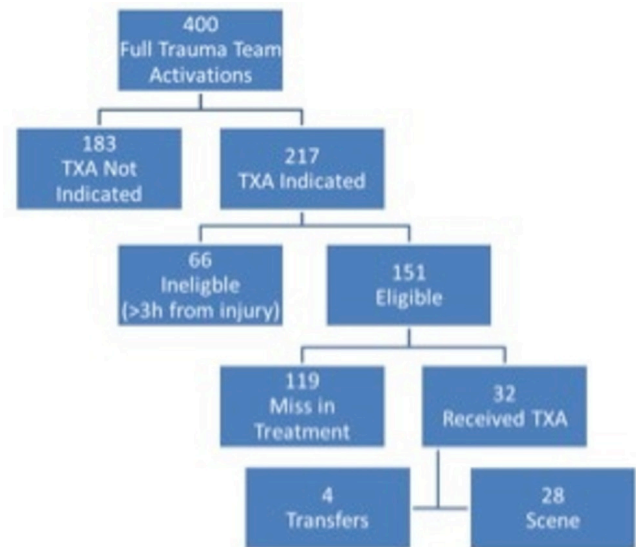 400
Full Trauma Team
Activations
183
TXA Not
Indicated
217
TXA Indicated
66
Ineligble
(>3h from injury)
151
Eligible
119
Miss in
Treatment
32
Received TXA
4
Transfers
28
Scene